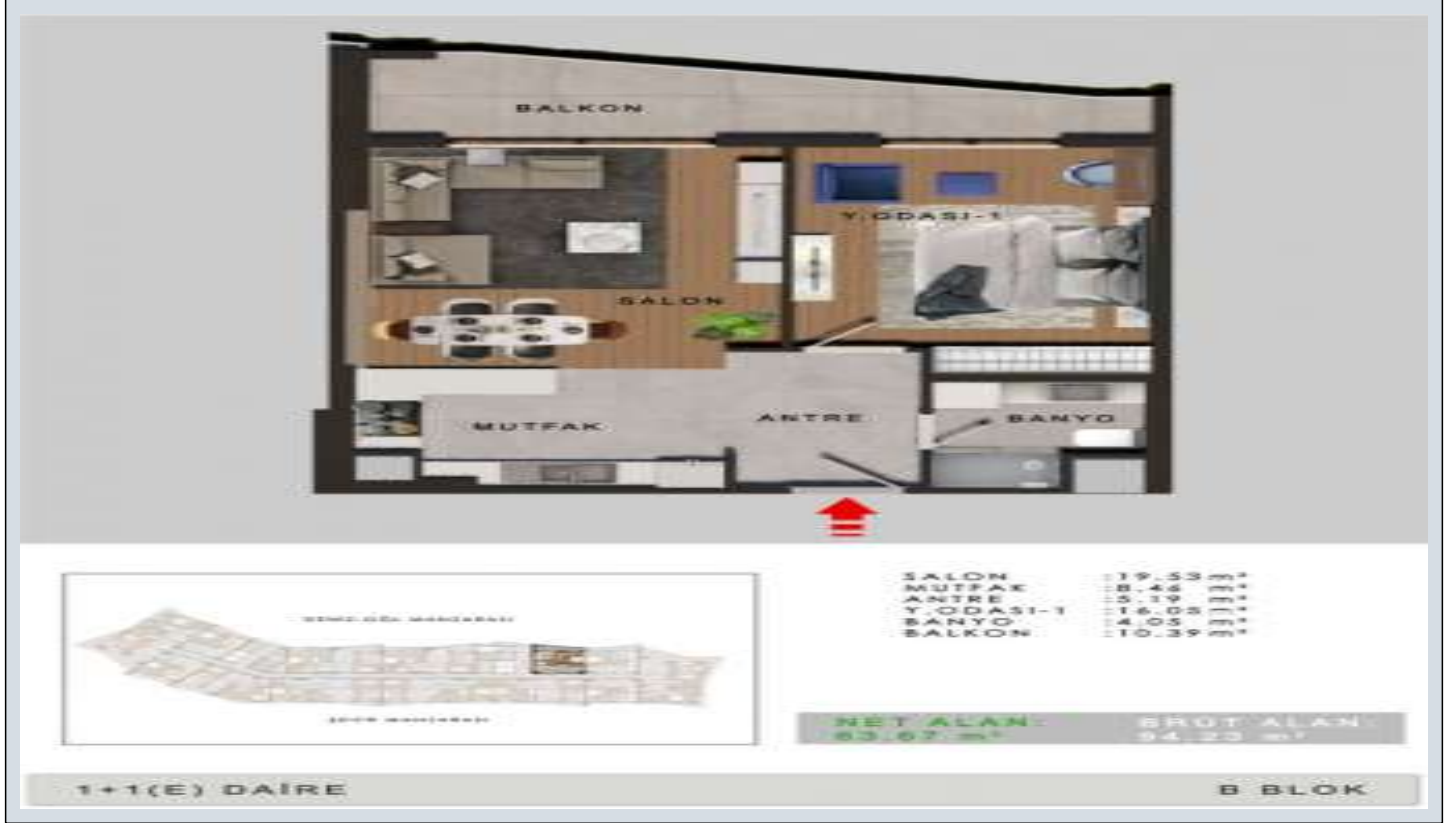 BALKON
Y.ODASI-1
SALON
MUTFAK
ANTRE
BANYO
SALON :19.53 m²
MUTFAK :8.46 m²
ANTRE :5.19 m²
Y.ODASI-1 :16.05 m²
BANYO :4.05 m²
BALKON :10.39 m²
MANZARASI
MANZARASI
NET ALAN: BRÜT ALAN:
63.67 m² 94.23 m²
1+1(E) DAİRE B BLOK